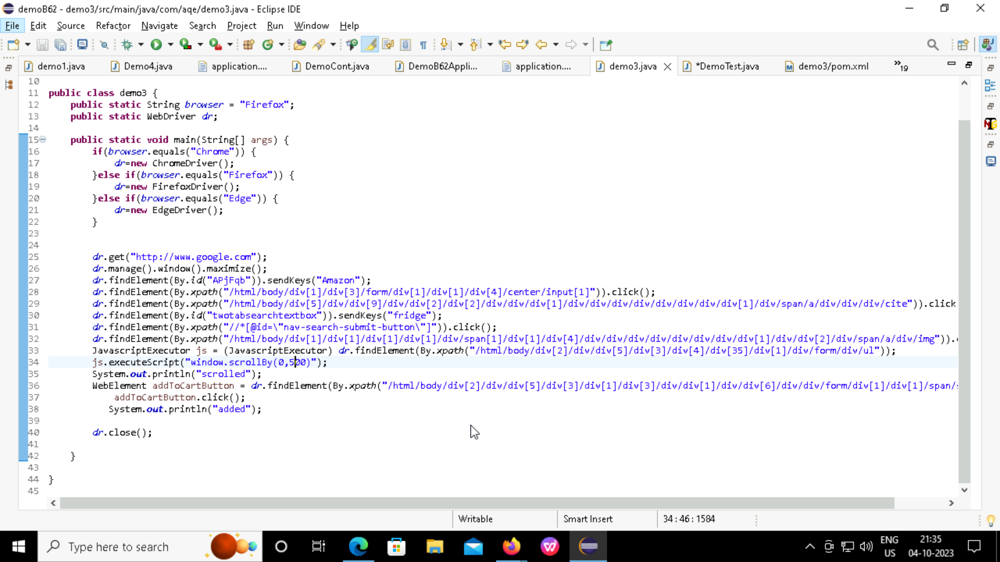 demoB62 - demo3/src/main/java/com/aqe/demo3.java - Eclipse IDE
File Edit Source Refactor Navigate Search Project Run Window Help
demo1.java Demo4.java application.... DemoCont.java DemoB62Appli... application.... demo3.java *DemoTest.java demo3/pom.xml »19
10
11 public class demo3 {
12 public static String browser = "Firefox";
13 public static WebDriver dr;
14
15 public static void main(String[] args) {
16 if(browser.equals("Chrome")) {
17 dr=new ChromeDriver();
18 }else if(browser.equals("Firefox")) {
19 dr=new FirefoxDriver();
20 }else if(browser.equals("Edge")) {
21 dr=new EdgeDriver();
22 }
23
24
25 dr.get("http://www.google.com");
26 dr.manage().window().maximize();
27 dr.findElement(By.id("APjFqb")).sendKeys("Amazon");
28 dr.findElement(By.xpath("/html/body/div[1]/div[3]/form/div[1]/div[1]/div[4]/center/input[1]")).click();
29 dr.findElement(By.xpath("/html/body/div[5]/div/div[9]/div/div[2]/div[2]/div/div/div[1]/div/div/div/div/div/div/div/div[1]/div/span/a/div/div/div/cite")).click
30 dr.findElement(By.id("twotabsearchtextbox")).sendKeys("fridge");
31 dr.findElement(By.xpath("//*[@id=\"nav-search-submit-button\"]")).click();
32 dr.findElement(By.xpath("/html/body/div[1]/div[1]/div[1]/div[1]/div/span[1]/div[1]/div[4]/div/div/div/div/div/div/div/div[1]/div/div[2]/div/span/a/div/img")).
33 JavascriptExecutor js = (JavascriptExecutor) dr.findElement(By.xpath("/html/body/div[2]/div/div[5]/div[3]/div[4]/div[35]/div[1]/div/form/div/ul"));
34 js.executeScript("window.scrollBy(0,500)");
35 System.out.println("scrolled");
36 WebElement addToCartButton = dr.findElement(By.xpath("/html/body/div[2]/div/div[5]/div[3]/div[1]/div[3]/div/div[1]/div/div[6]/div/div/form/div[1]/div[1]/span/
37 addToCartButton.click();
38 System.out.println("added");
39
40 dr.close();
41
42 }
43
44 }
45
Writable Smart Insert 34 : 46 : 1584
Type here to search
ENG
US
21:35
04-10-2023